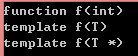 function f(int)
template f(T)
template f(T *)